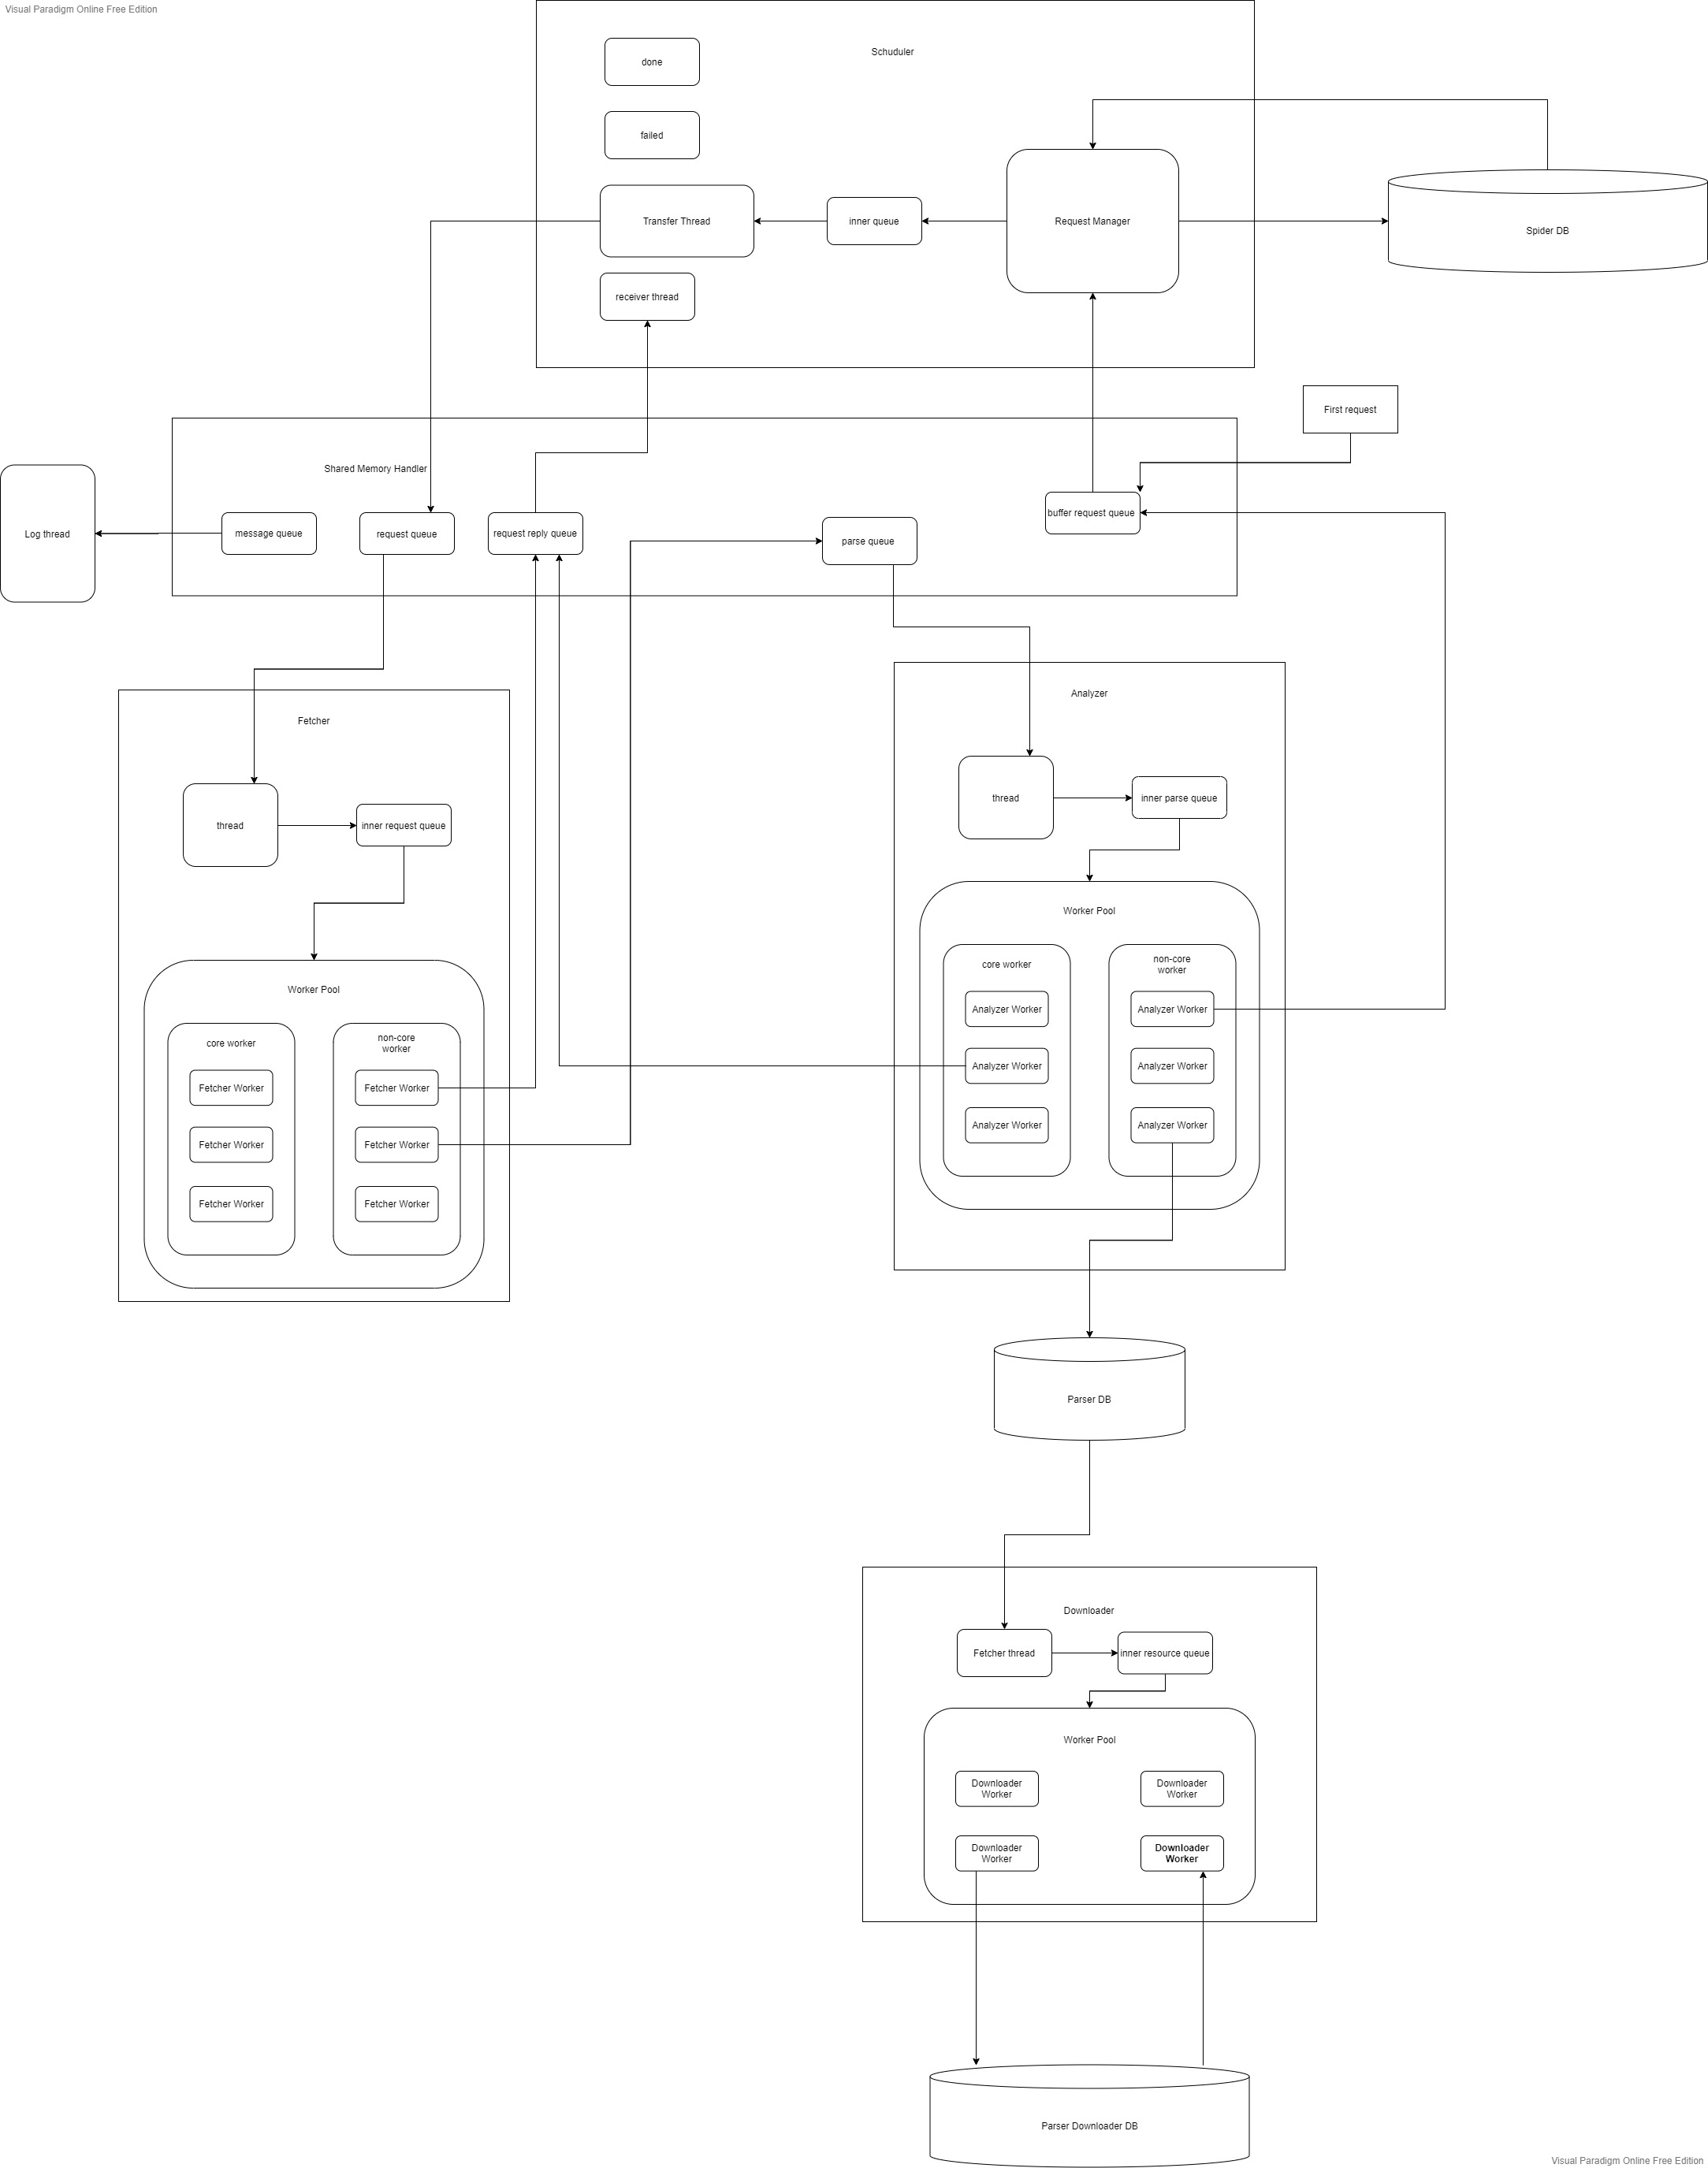 Visual Paradigm Online Free Edition
Schuduler
done
failed
Transfer Thread
inner queue
Request Manager
Spider DB
receiver thread
First request
Shared Memory Handler
Log thread
message queue
request queue
request reply queue
parse queue
buffer request queue
Fetcher
thread
inner request queue
Worker Pool
core worker
non-core
worker
Fetcher Worker
Fetcher Worker
Fetcher Worker
Fetcher Worker
Fetcher Worker
Fetcher Worker
Analyzer
thread
inner parse queue
Worker Pool
core worker
non-core
worker
Analyzer Worker
Analyzer Worker
Analyzer Worker
Analyzer Worker
Analyzer Worker
Analyzer Worker
Parser DB
Downloader
Fetcher thread
inner resource queue
Worker Pool
Downloader
Worker
Downloader
Worker
Downloader
Worker
Downloader
Worker
Parser Downloader DB
Visual Paradigm Online Free Edition